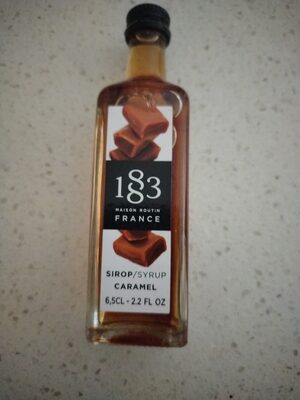 1883
MAISON ROUTIN
FRANCE
SIROP/SYRUP
CARAMEL
6,5CL - 2.2 FL OZ